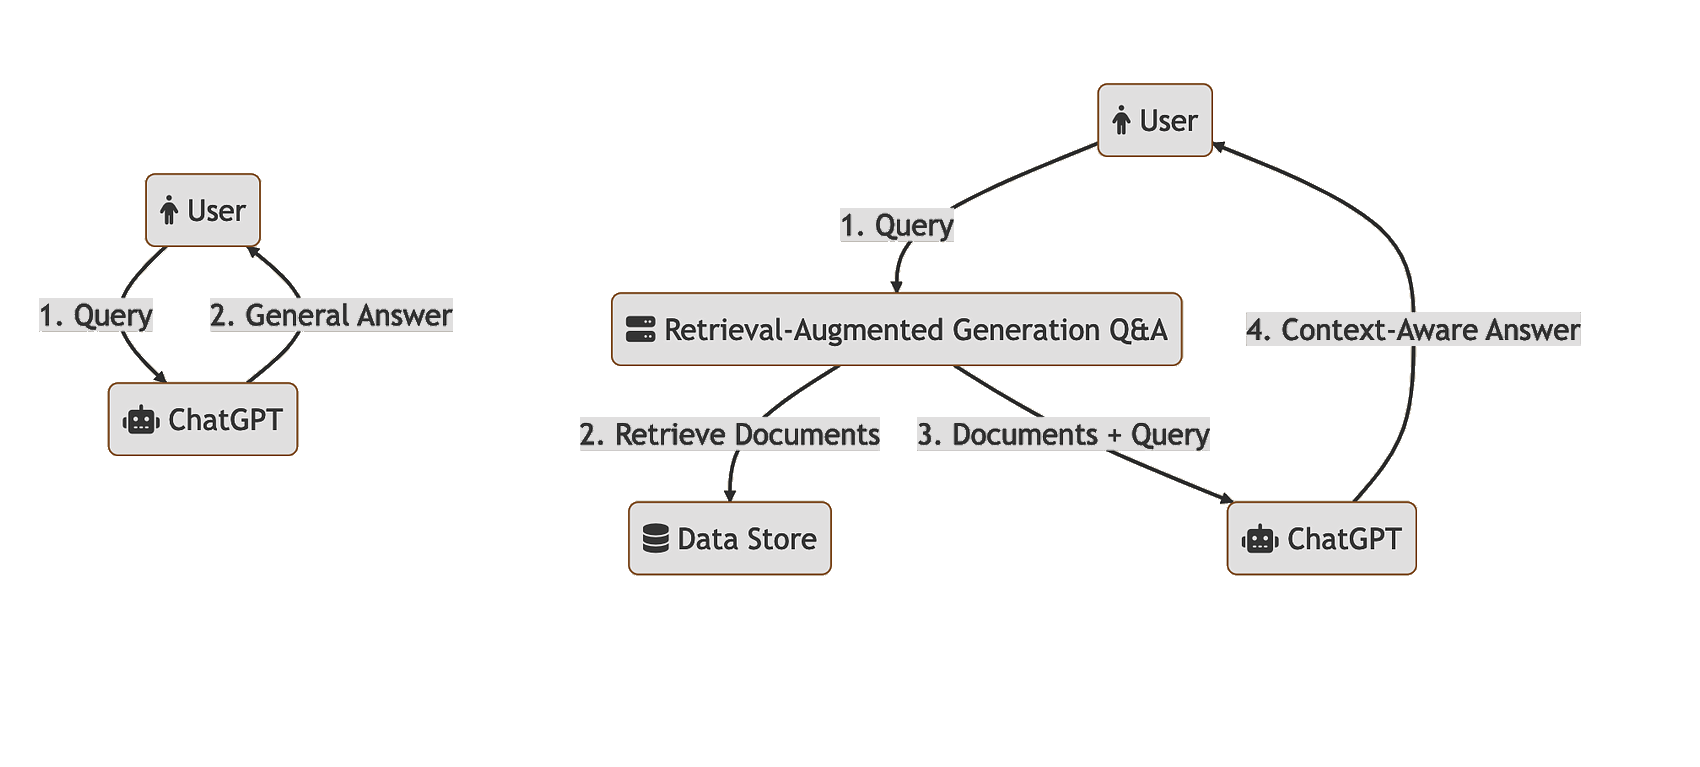 User
1. Query
2. General Answer
ChatGPT
User
1. Query
Retrieval-Augmented Generation Q&A
4. Context-Aware Answer
2. Retrieve Documents
3. Documents + Query
Data Store
ChatGPT